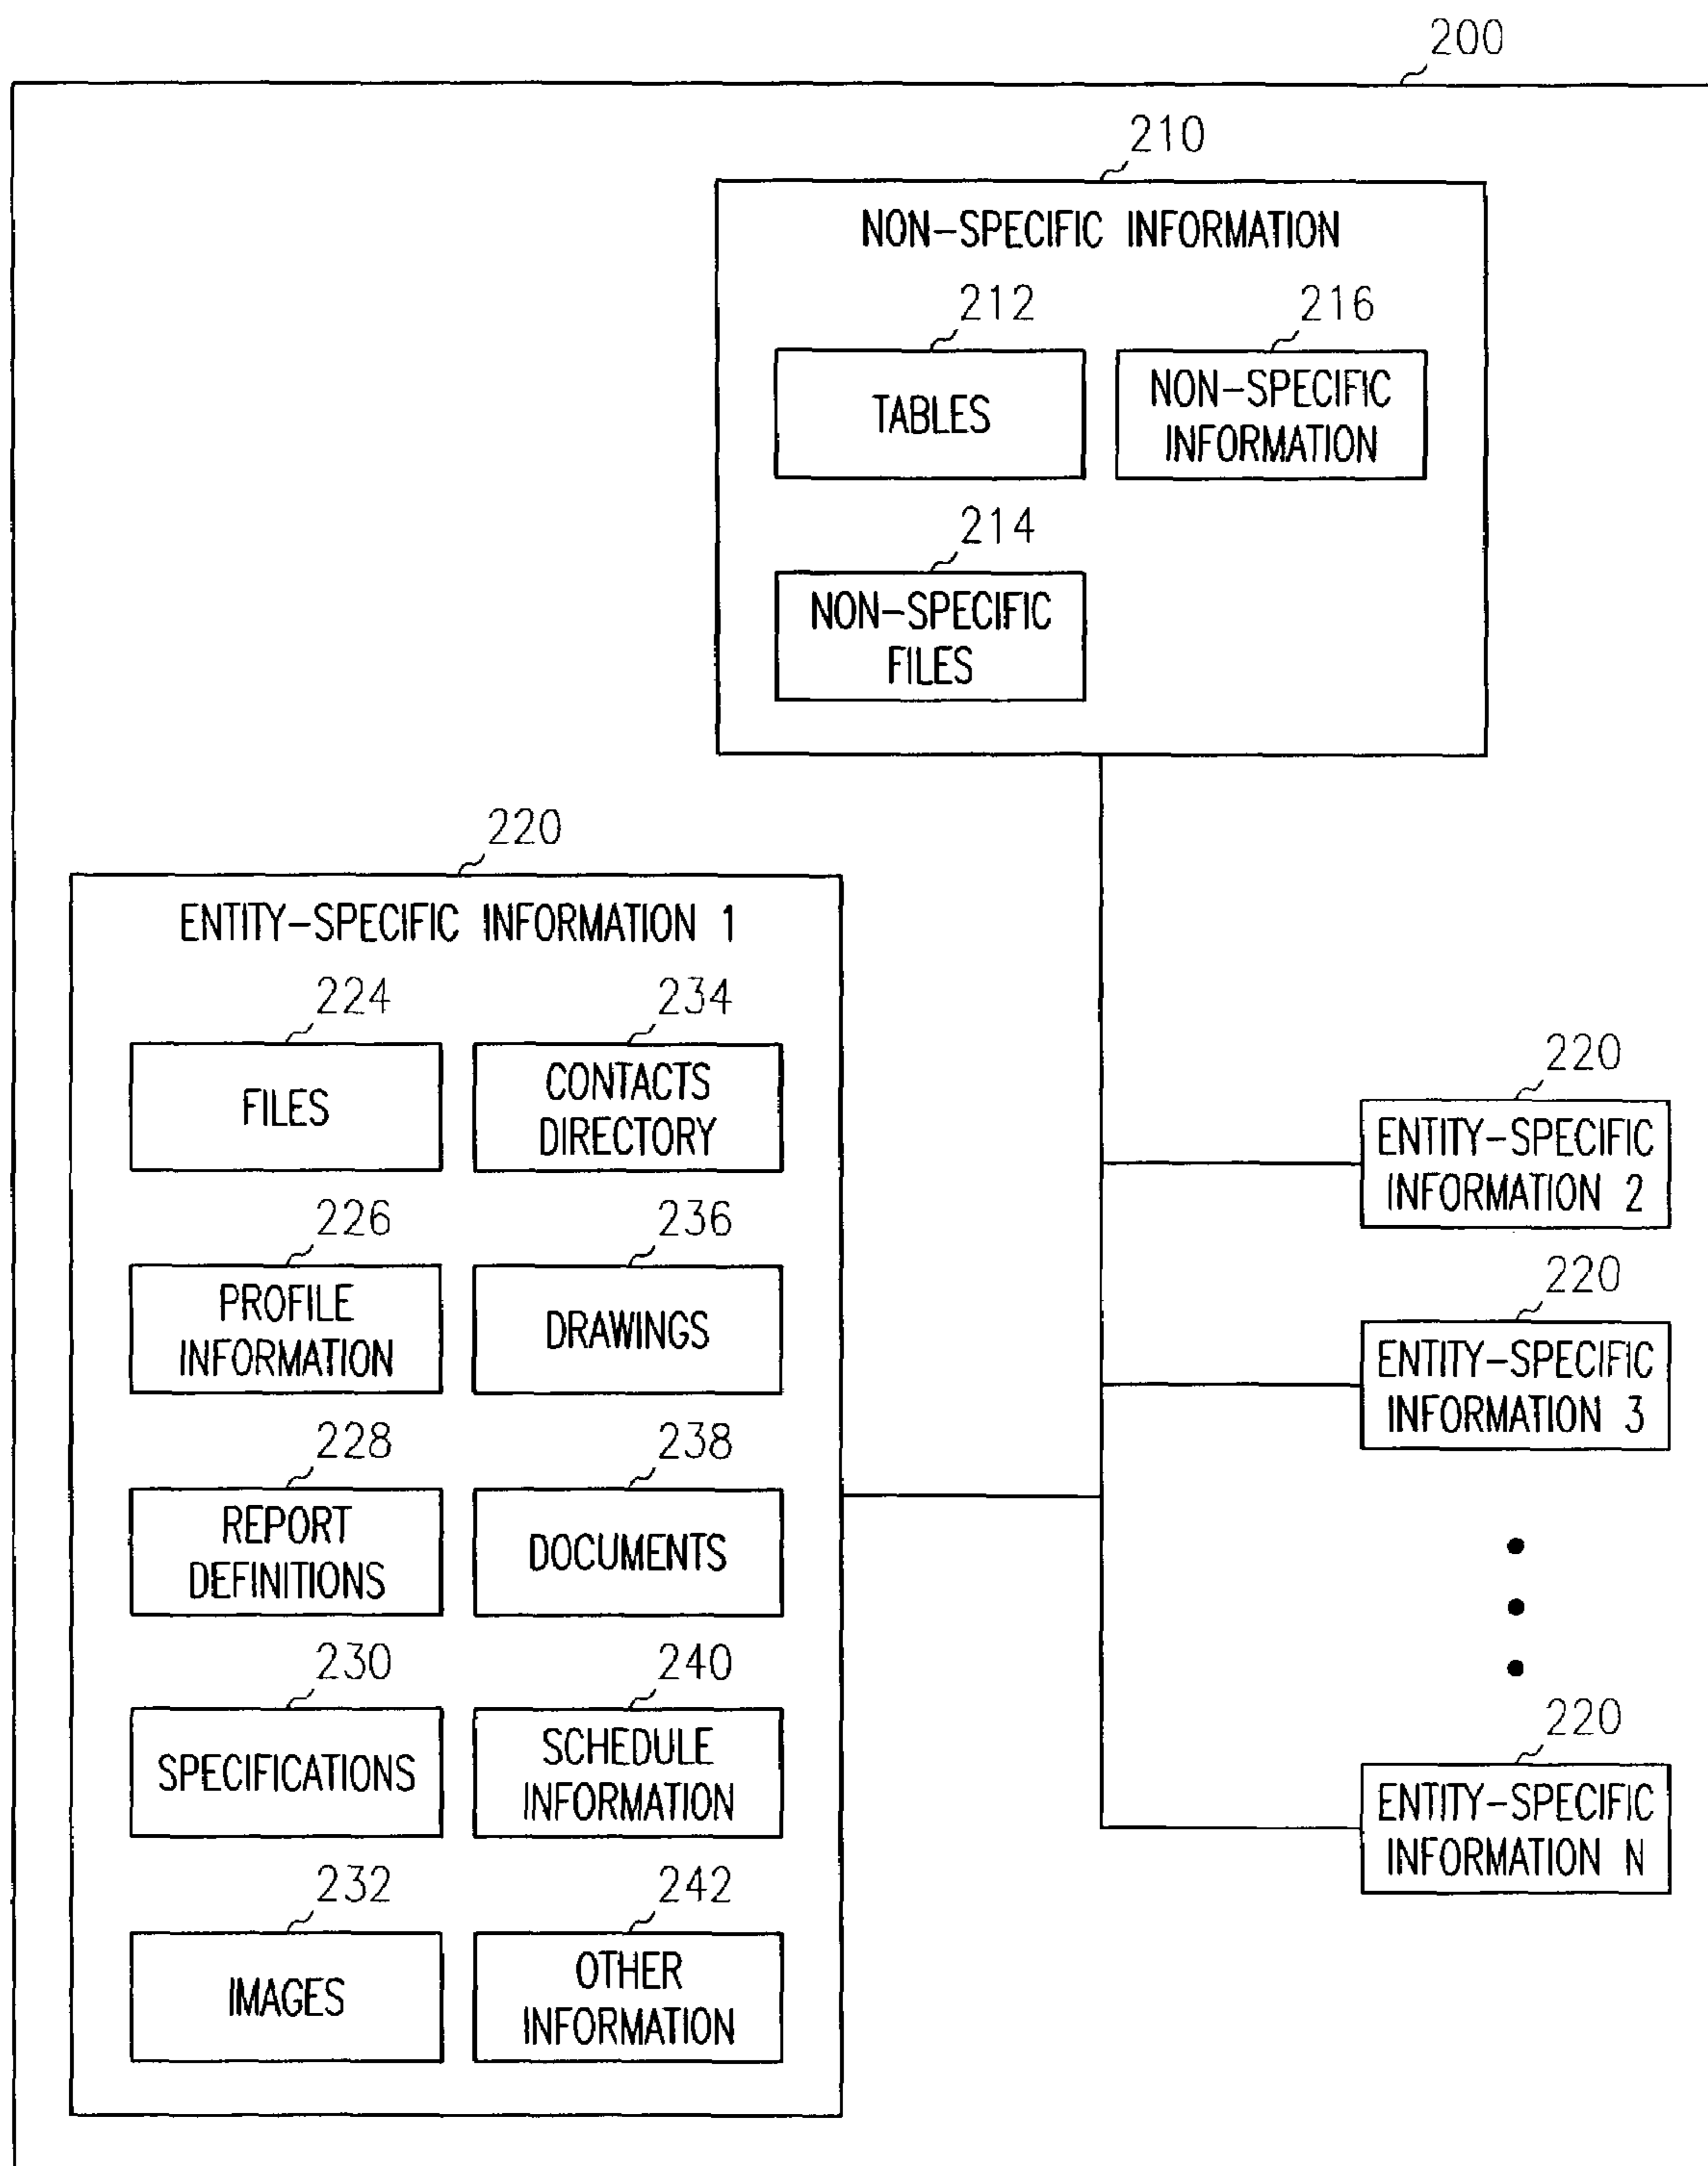 200
210
NON-SPECIFIC INFORMATION
212
216
TABLES
NON-SPECIFIC
INFORMATION
214
NON-SPECIFIC
FILES
220
ENTITY-SPECIFIC INFORMATION 1
224
234
FILES
CONTACTS
DIRECTORY
226
236
PROFILE
INFORMATION
DRAWINGS
228
238
REPORT
DEFINITIONS
DOCUMENTS
230
240
SPECIFICATIONS
SCHEDULE
INFORMATION
232
242
IMAGES
OTHER
INFORMATION
220
ENTITY-SPECIFIC
INFORMATION 2
220
ENTITY-SPECIFIC
INFORMATION 3
220
ENTITY-SPECIFIC
INFORMATION N